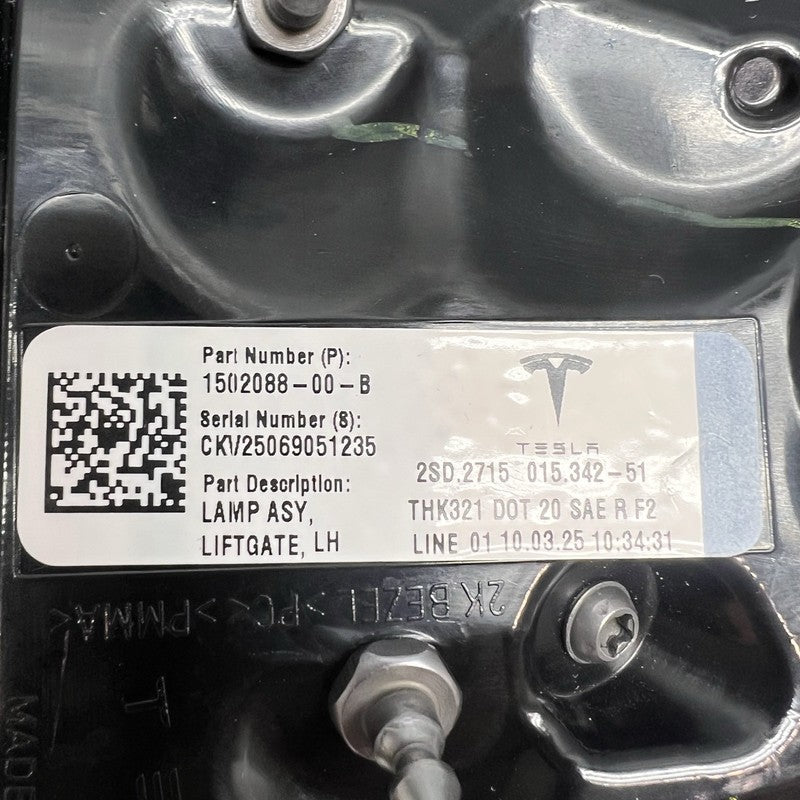 Part Number (P):
1502088-00-B
Serial Number (S):
CKV25069051235
Part Description:
LAMP ASY,
LIFTGATE, LH
TESLA
2SD.2715 015.342-51
THK321 DOT 20 SAE R F2
LINE 01 10.03.25 10:34:31
2K BEZEL >PC< >PMMA<
MADE